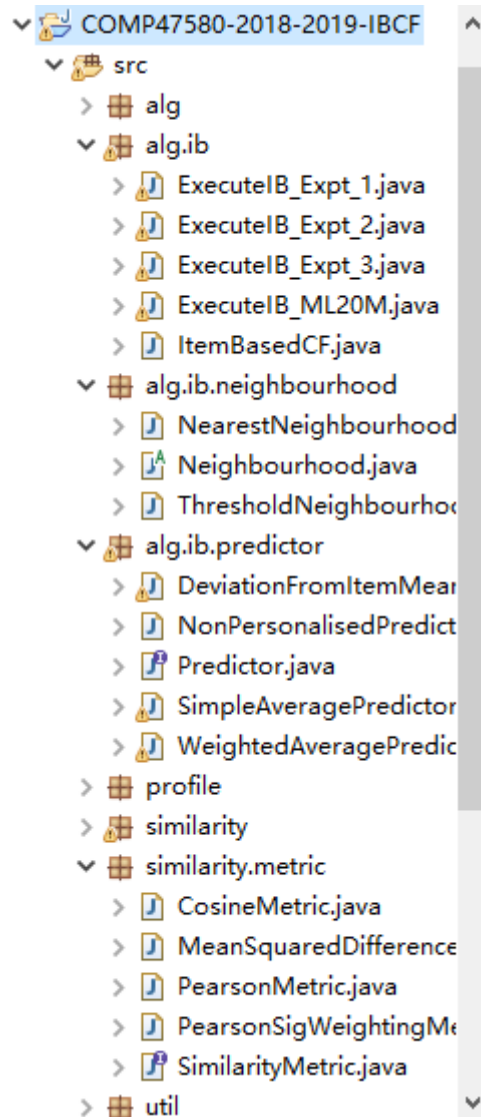 COMP47580-2018-2019-IBCF
src
alg
alg.ib
ExecuteIB_Expt_1.java
ExecuteIB_Expt_2.java
ExecuteIB_Expt_3.java
ExecuteIB_ML20M.java
ItemBasedCF.java
alg.ib.neighbourhood
NearestNeighbourhood
Neighbourhood.java
ThresholdNeighbourhoo
alg.ib.predictor
DeviationFromItemMean
NonPersonalisedPredict
Predictor.java
SimpleAveragePredictor
WeightedAveragePredic
profile
similarity
similarity.metric
CosineMetric.java
MeanSquaredDifference
PearsonMetric.java
PearsonSigWeightingMe
SimilarityMetric.java
util